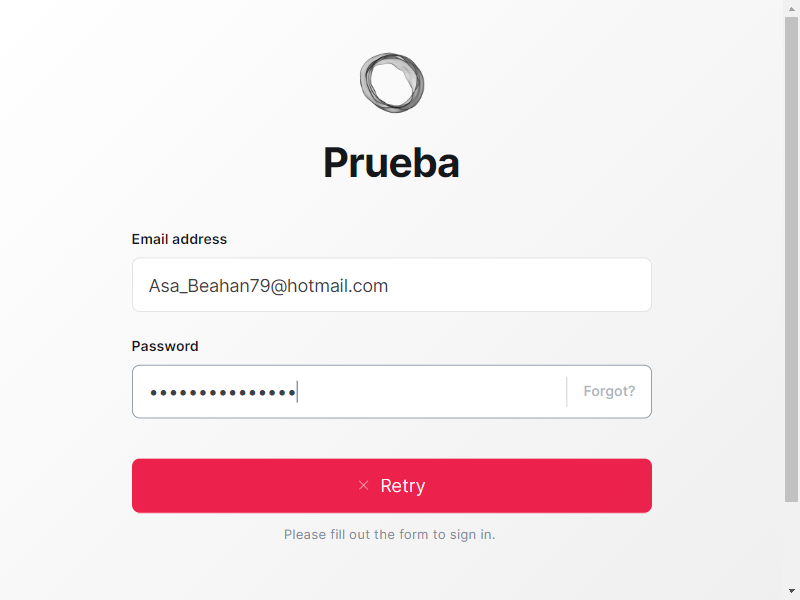 Prueba
Email address
Asa_Beahan79@hotmail.com
Password
•••••••••••••••
Forgot?
Retry
Please fill out the form to sign in.